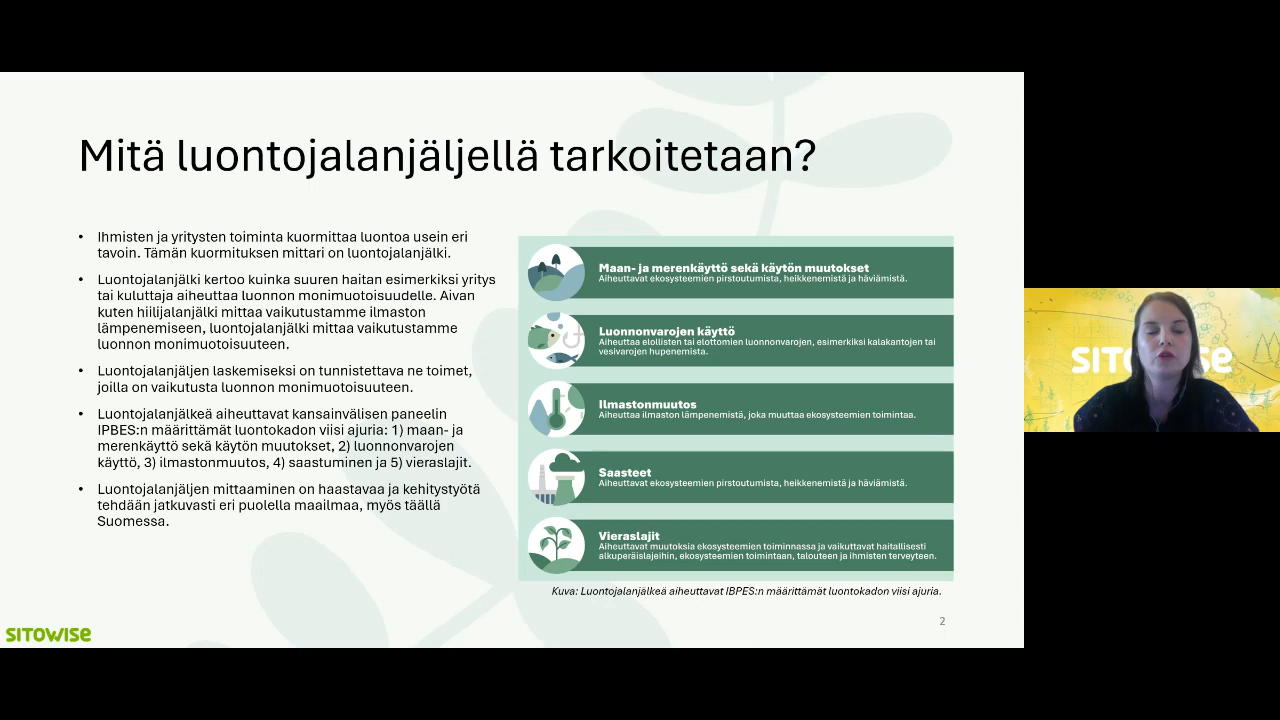 Mitä luontojalanjäljellä tarkoitetaan?
• Ihmisten ja yritysten toiminta kuormittaa luontoa usein eri
tavoin. Tämän kuormituksen mittari on luontojalanjälki.
• Luontojalanjälki kertoo kuinka suuren haitan esimerkiksi yritys
tai kuluttaja aiheuttaa luonnon monimuotoisuudelle. Aivan
kuten hiilijalanjälki mittaa vaikutustamme ilmaston
lämpenemiseen, luontojalanjälki mittaa vaikutustamme
luonnon monimuotoisuuteen.
• Luontojalanjäljen laskemiseksi on tunnistettava ne toimet,
joilla on vaikutusta luonnon monimuotoisuuteen.
• Luontojalanjälkeä aiheuttavat kansainvälisen paneelin
IPBES:n määrittämät luontokadon viisi ajuria: 1) maan- ja
merenkäyttö sekä käytön muutokset, 2) luonnonvarojen
käyttö, 3) ilmastonmuutos, 4) saastuminen ja 5) vieraslajit.
• Luontojalanjäljen mittaaminen on haastavaa ja kehitystyötä
tehdään jatkuvasti eri puolella maailmaa, myös täällä
Suomessa.
Maan- ja merenkäyttö sekä käytön muutokset
Aiheuttavat ekosysteemien pirstoutumista, heikkenemistä ja häviämistä.
Luonnonvarojen käyttö
Aiheuttaa elollisten tai elottomien luonnonvarojen, esimerkiksi kalakantojen tai
vesivarojen hupenemista.
Ilmastonmuutos
Aiheuttaa ilmaston lämpenemistä, joka muuttaa ekosysteemien toimintaa.
Saasteet
Aiheuttavat ekosysteemien pirstoutumista, heikkenemistä ja häviämistä.
Vieraslajit
Aiheuttavat muutoksia ekosysteemien toiminnassa ja vaikuttavat haitallisesti
alkuperäislajeihin, ekosysteemien toimintaan, talouteen ja ihmisten terveyteen.
Kuva: Luontojalanjälkeä aiheuttavat IBPES:n määrittämät luontokadon viisi ajuria.
2
SITOWISE